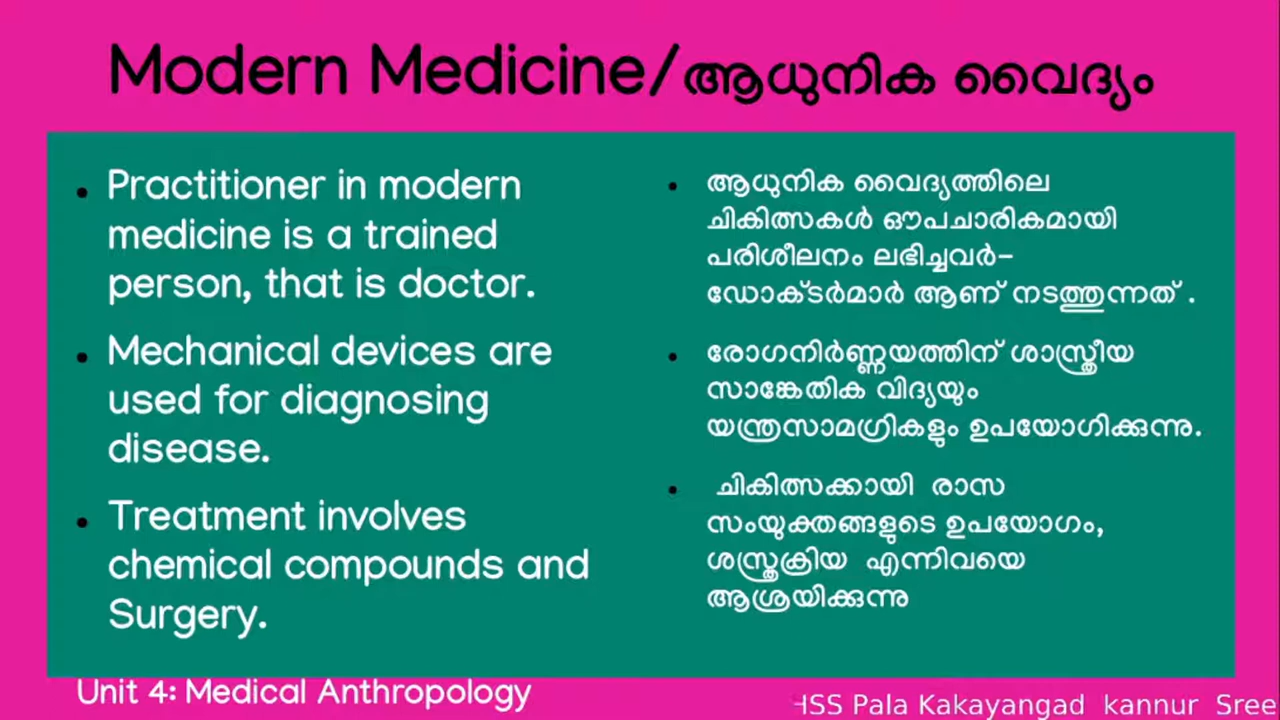 Modern Medicine/ആധുനിക വൈദ്യം
• Practitioner in modern
medicine is a trained
person, that is doctor.
• Mechanical devices are
used for diagnosing
disease.
• Treatment involves
chemical compounds and
Surgery.
• ആധുനിക വൈദ്യത്തിലെ
ചികിത്സകൾ ഔപചാരികമായി
പരിശീലനം ലഭിച്ചവർ-
ഡോക്ടർമാർ ആണ് നടത്തുന്നത് .
• രോഗനിർണ്ണയത്തിന് ശാസ്ത്രീയ
സാങ്കേതിക വിദ്യയും
യന്ത്രസാമഗ്രികളും ഉപയോഗിക്കുന്നു.
• ചികിത്സക്കായി രാസ
സംയുക്തങ്ങളുടെ ഉപയോഗം,
ശസ്ത്രക്രിയ എന്നിവയെ
ആശ്രയിക്കുന്നു
Unit 4: Medical Anthropology
HSS Pala Kakayangad kannur Sree